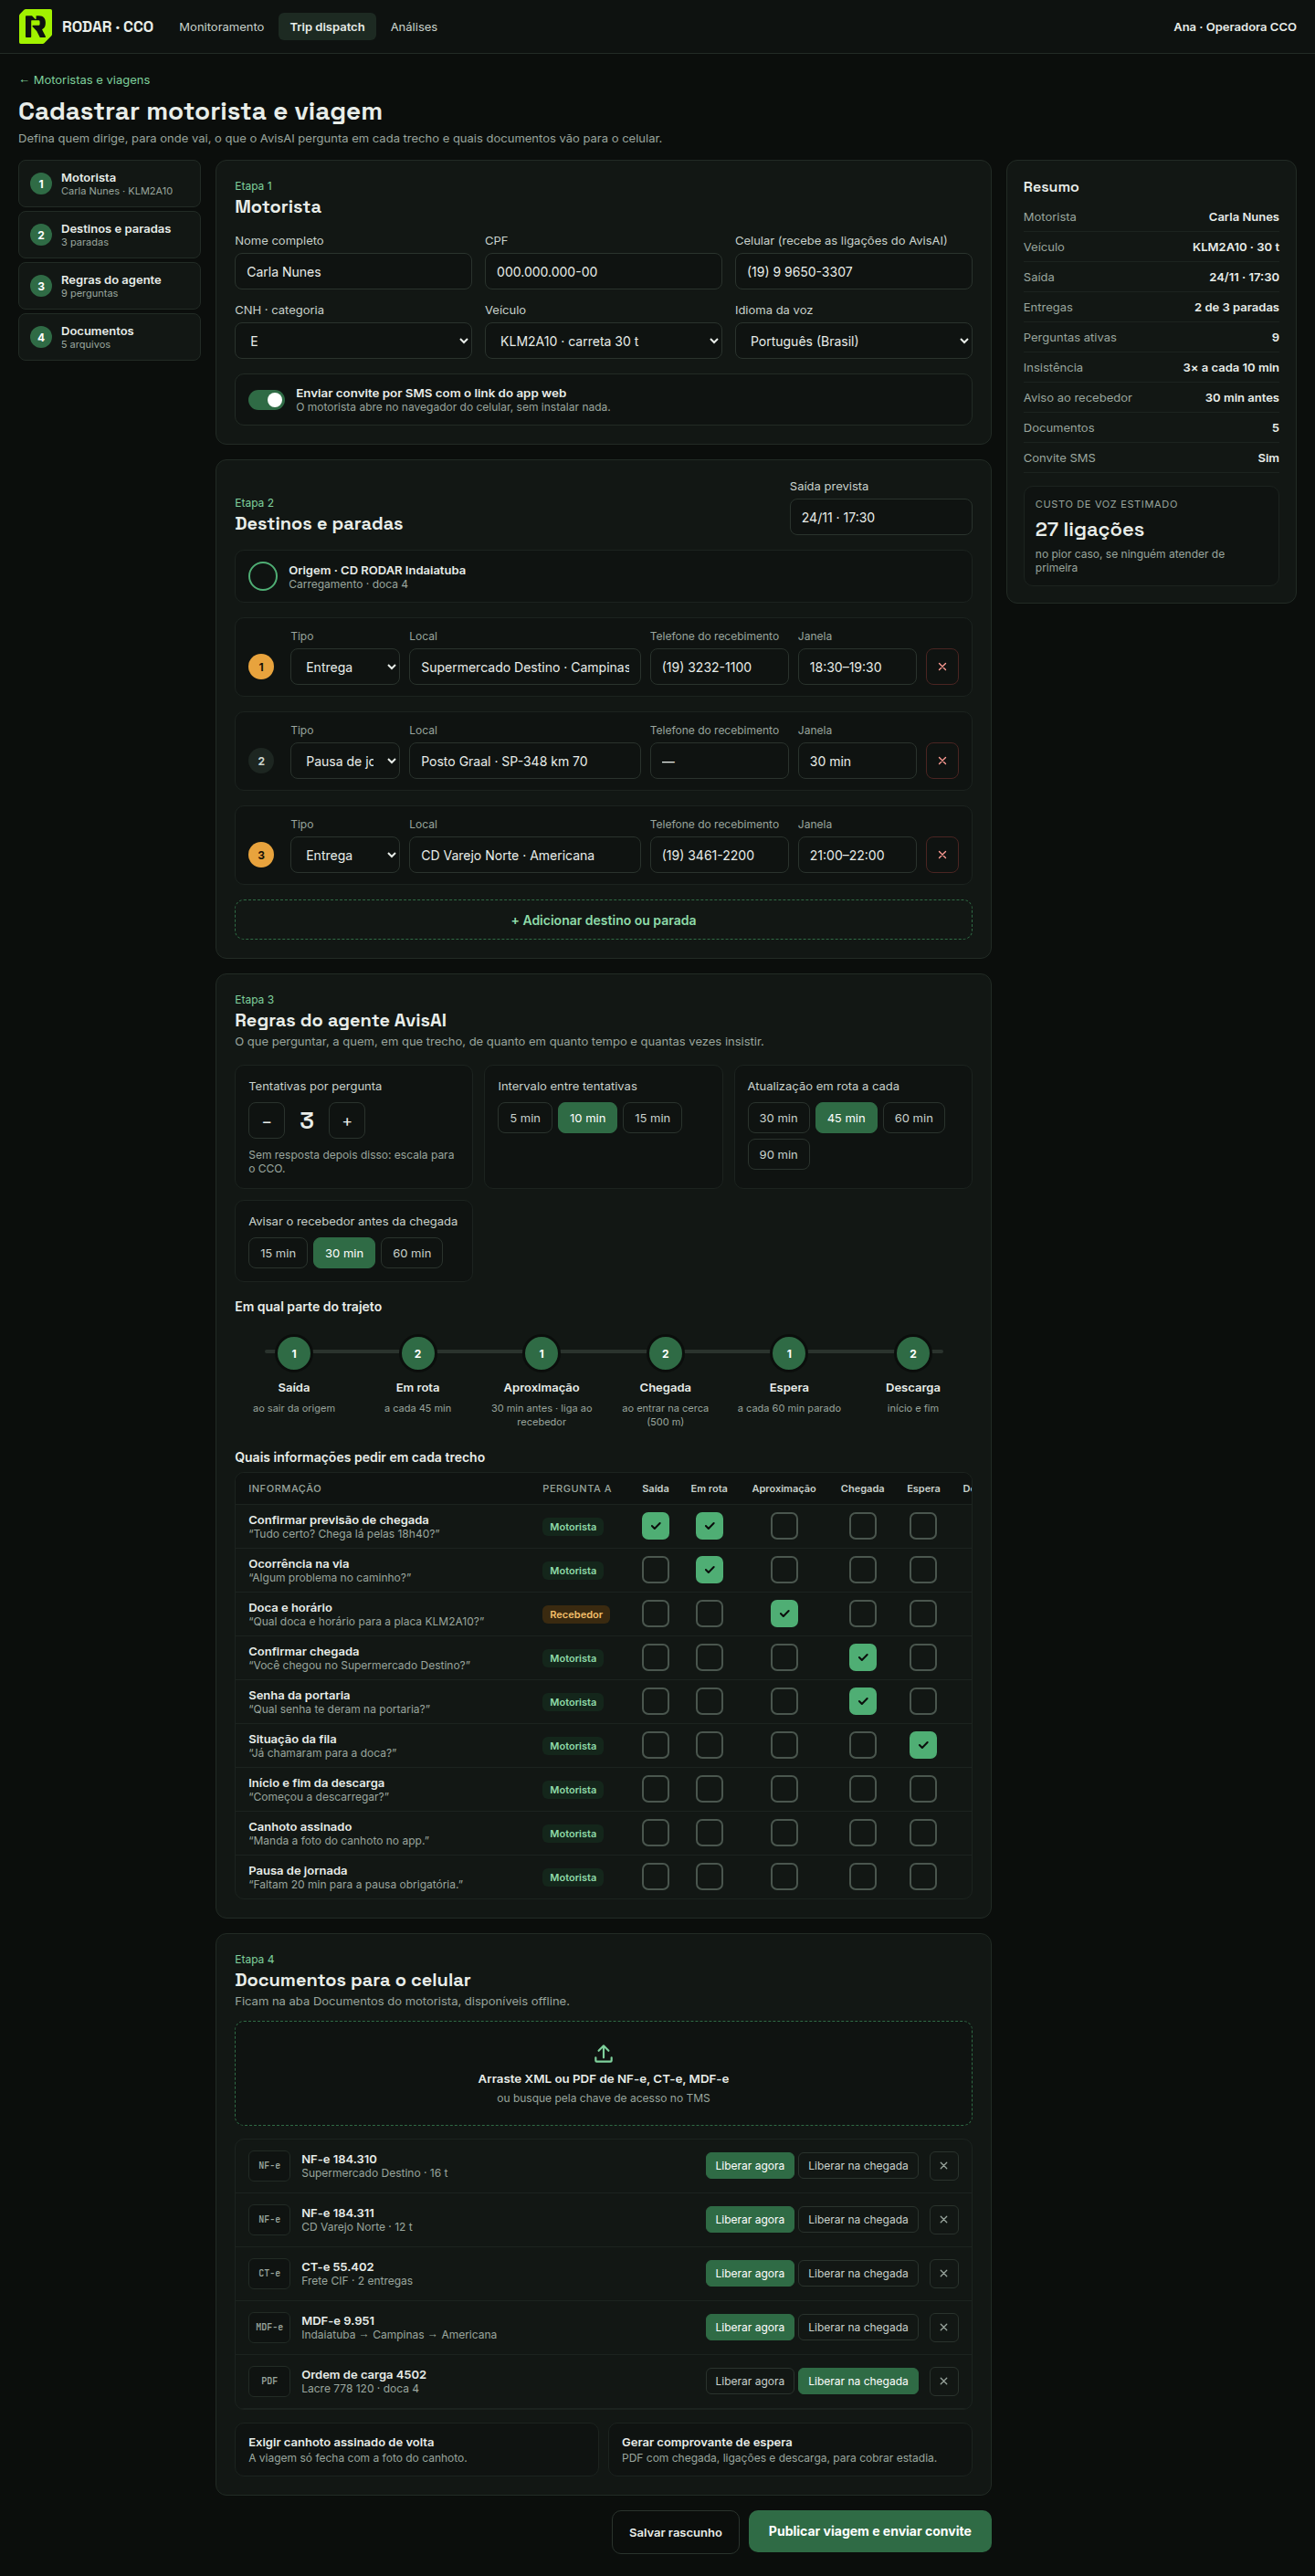 RODAR · CCO
Monitoramento
Trip dispatch
Análises
Ana · Operadora CCO
← Motoristas e viagens
Cadastrar motorista e viagem
Defina quem dirige, para onde vai, o que o AvisAI pergunta em cada trecho e quais documentos vão para o celular.
1
Motorista
Carla Nunes · KLM2A10
2
Destinos e paradas
3 paradas
3
Regras do agente
9 perguntas
4
Documentos
5 arquivos
Etapa 1
Motorista
Nome completo
CPF
Celular (recebe as ligações do AvisAI)
Carla Nunes
000.000.000-00
(19) 9 9650-3307
CNH · categoria
Veículo
Idioma da voz
E
KLM2A10 · carreta 30 t
Português (Brasil)
Enviar convite por SMS com o link do app web
O motorista abre no navegador do celular, sem instalar nada.
Etapa 2
Destinos e paradas
Saída prevista
24/11 · 17:30
Origem · CD RODAR Indaiatuba
Carregamento · doca 4
Tipo
Local
Telefone do recebimento
Janela
1
Entrega
Supermercado Destino · Campinas
(19) 3232-1100
18:30–19:30
×
Tipo
Local
Telefone do recebimento
Janela
2
Pausa de jc
Posto Graal · SP-348 km 70
—
30 min
×
Tipo
Local
Telefone do recebimento
Janela
3
Entrega
CD Varejo Norte · Americana
(19) 3461-2200
21:00–22:00
×
+ Adicionar destino ou parada
Etapa 3
Regras do agente AvisAI
O que perguntar, a quem, em que trecho, de quanto em quanto tempo e quantas vezes insistir.
Tentativas por pergunta
−
3
+
Sem resposta depois disso: escala para
o CCO.
Intervalo entre tentativas
5 min
10 min
15 min
Atualização em rota a cada
30 min
45 min
60 min
90 min
Avisar o recebedor antes da chegada
15 min
30 min
60 min
Em qual parte do trajeto
1
2
1
2
1
2
Saída
Em rota
Aproximação
Chegada
Espera
Descarga
ao sair da origem
a cada 45 min
30 min antes · liga ao
recebedor
ao entrar na cerca
(500 m)
a cada 60 min parado
início e fim
Quais informações pedir em cada trecho
INFORMAÇÃO
PERGUNTA A
Saída
Em rota
Aproximação
Chegada
Espera
Confirmar previsão de chegada
“Tudo certo? Chega lá pelas 18h40?”
Motorista
Ocorrência na via
“Algum problema no caminho?”
Motorista
Doca e horário
“Qual doca e horário para a placa KLM2A10?”
Recebedor
Confirmar chegada
“Você chegou no Supermercado Destino?”
Motorista
Senha da portaria
“Qual senha te deram na portaria?”
Motorista
Situação da fila
“Já chamaram para a doca?”
Motorista
Início e fim da descarga
“Começou a descarregar?”
Motorista
Canhoto assinado
“Manda a foto do canhoto no app.”
Motorista
Pausa de jornada
“Faltam 20 min para a pausa obrigatória.”
Motorista
Etapa 4
Documentos para o celular
Ficam na aba Documentos do motorista, disponíveis offline.
Arraste XML ou PDF de NF-e, CT-e, MDF-e
ou busque pela chave de acesso no TMS
NF-e
NF-e 184.310
Supermercado Destino · 16 t
Liberar agora
Liberar na chegada
×
NF-e
NF-e 184.311
CD Varejo Norte · 12 t
Liberar agora
Liberar na chegada
×
CT-e
CT-e 55.402
Frete CIF · 2 entregas
Liberar agora
Liberar na chegada
×
MDF-e
MDF-e 9.951
Indaiatuba → Campinas → Americana
Liberar agora
Liberar na chegada
×
PDF
Ordem de carga 4502
Lacre 778 120 · doca 4
Liberar agora
Liberar na chegada
×
Exigir canhoto assinado de volta
A viagem só fecha com a foto do canhoto.
Gerar comprovante de espera
PDF com chegada, ligações e descarga, para cobrar estadia.
Salvar rascunho
Publicar viagem e enviar convite
Resumo
Motorista
Carla Nunes
Veículo
KLM2A10 · 30 t
Saída
24/11 · 17:30
Entregas
2 de 3 paradas
Perguntas ativas
9
Insistência
3× a cada 10 min
Aviso ao recebedor
30 min antes
Documentos
5
Convite SMS
Sim
CUSTO DE VOZ ESTIMADO
27 ligações
no pior caso, se ninguém atender de
primeira